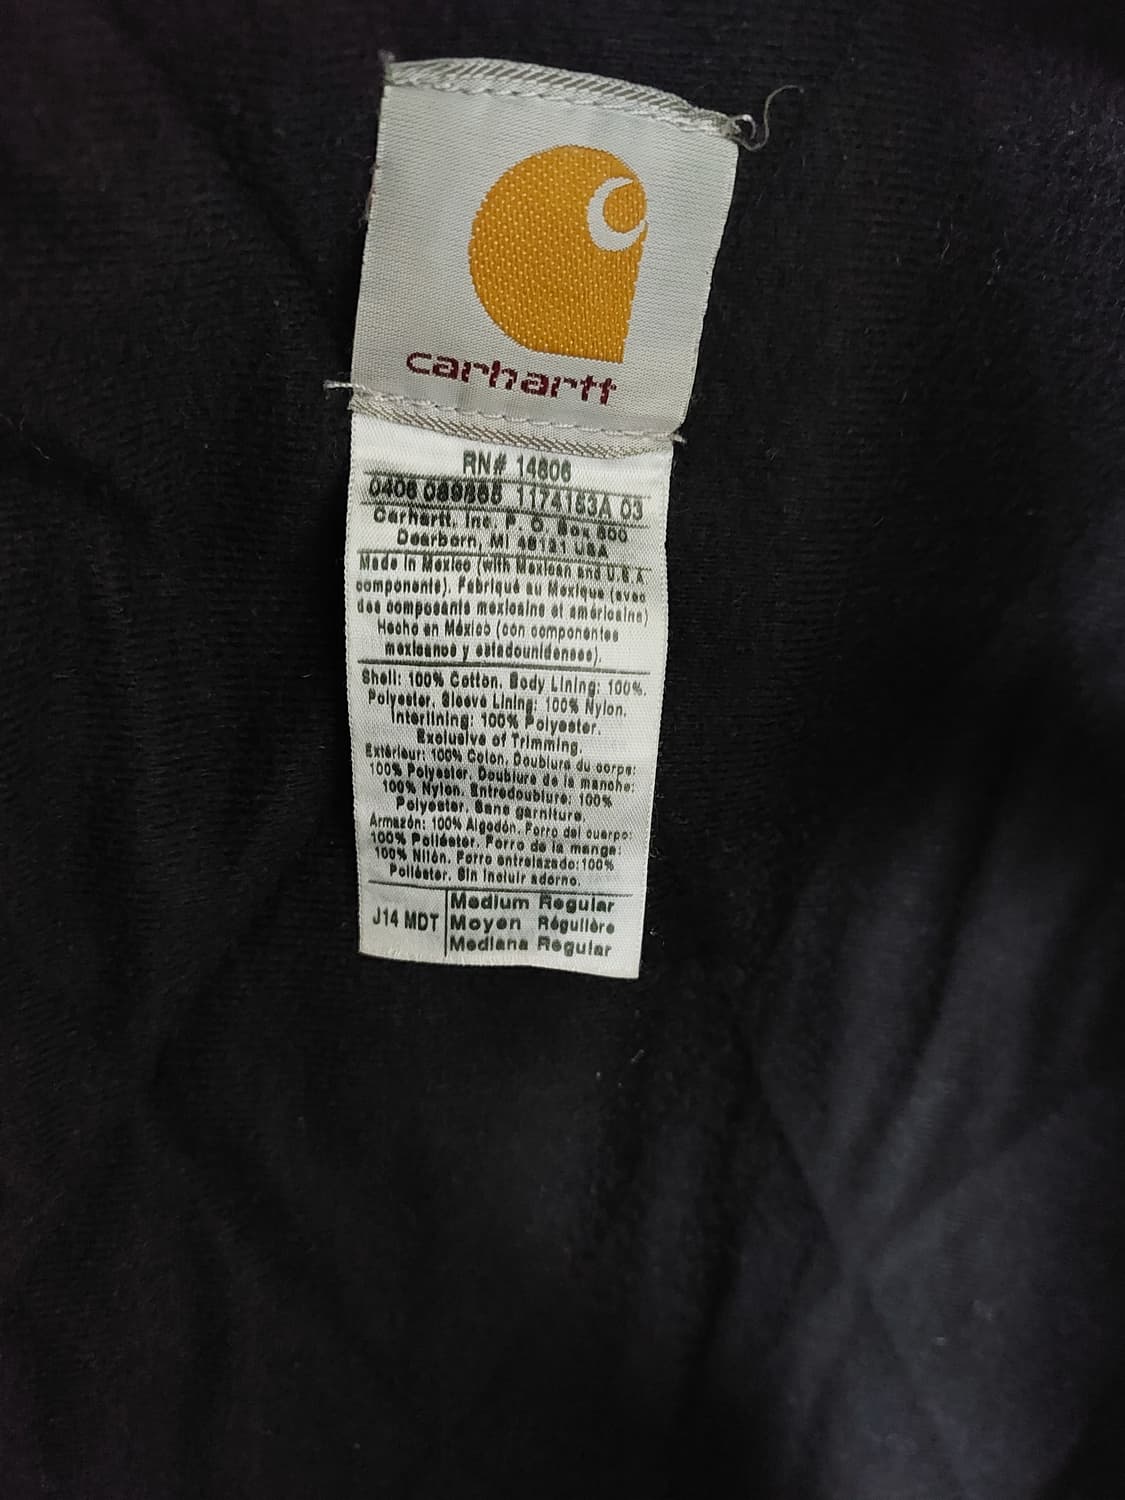 carhartt
RN# 14806
0406 089865 1174153A 03
Carhartt, Inc. P. O. Box 600
Dearborn, MI 48121 USA
Made in Mexico (with Mexican and U.S.A.
components). Fabriqué au Mexique (avec
des composants mexicains et américains)
Hecho en México (con componentes
mexicanos y estadounidenses).
Shell: 100% Cotton. Body Lining: 100%.
Polyester. Sleeve Lining: 100% Nylon.
Interlining: 100% Polyester.
Exclusive of Trimming.
Extérieur: 100% Coton. Doublure du corps:
100% Polyester. Doublure de la manche:
100% Nylon. Entredoublure: 100%
Polyester. Sans garniture.
Armazón: 100% Algodón. Forro del cuerpo:
100% Poliéster. Forro de la manga:
100% Nilón. Forro entrelazado:100%
Poliéster. Sin incluir adorno.
J14 MDT
Medium Regular
Moyen Régulière
Mediana Regular